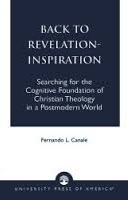 BACK TO
REVELATION-
INSPIRATION
Searching for the
Cognitive Foundation of
Christian Theology
in a Postmodern World
Fernando L. Canale
UNIVERSITY PRESS OF AMERICA